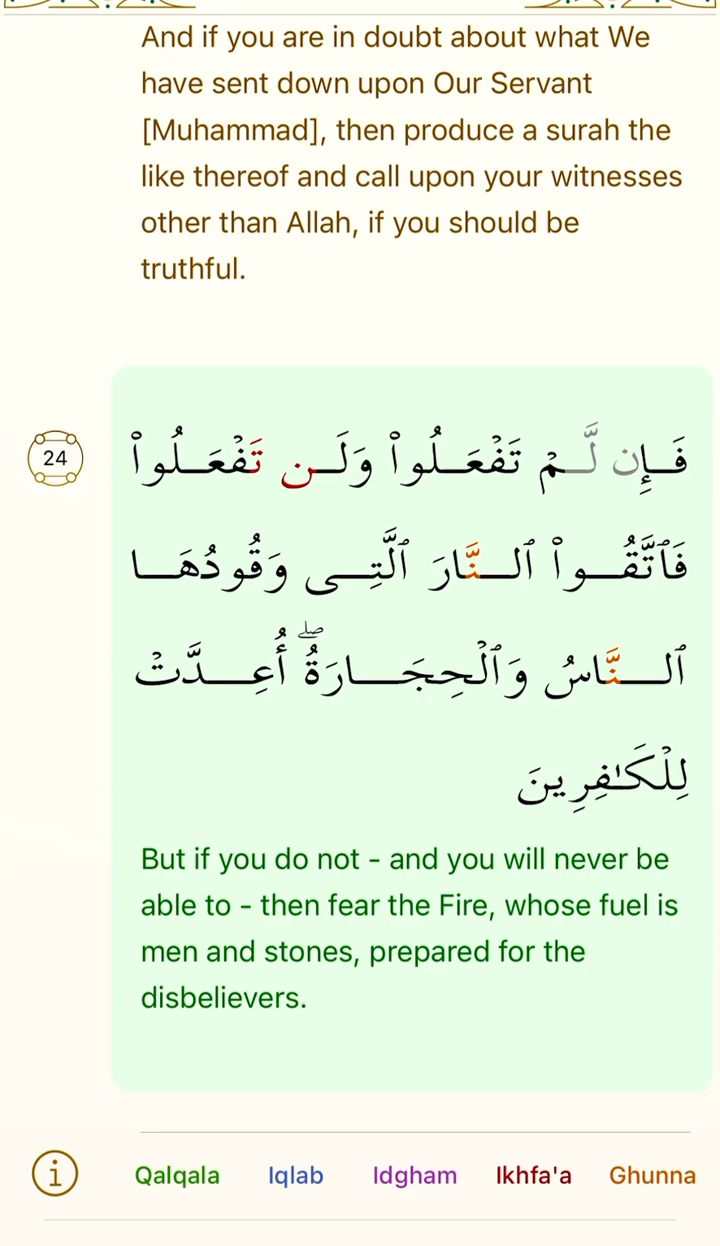 And if you are in doubt about what We
have sent down upon Our Servant
[Muhammad], then produce a surah the
like thereof and call upon your witnesses
other than Allah, if you should be
truthful.
24
فَإِن لَّمْ تَفْعَلُوا۟ وَلَن تَفْعَلُوا۟
فَٱتَّقُوا۟ ٱلنَّارَ ٱلَّتِى وَقُودُهَا
ٱلنَّاسُ وَٱلْحِجَارَةُ ۖ أُعِدَّتْ
لِلْكَـٰفِرِينَ
But if you do not - and you will never be
able to - then fear the Fire, whose fuel is
men and stones, prepared for the
disbelievers.
Qalqala Iqlab Idgham Ikhfa'a Ghunna